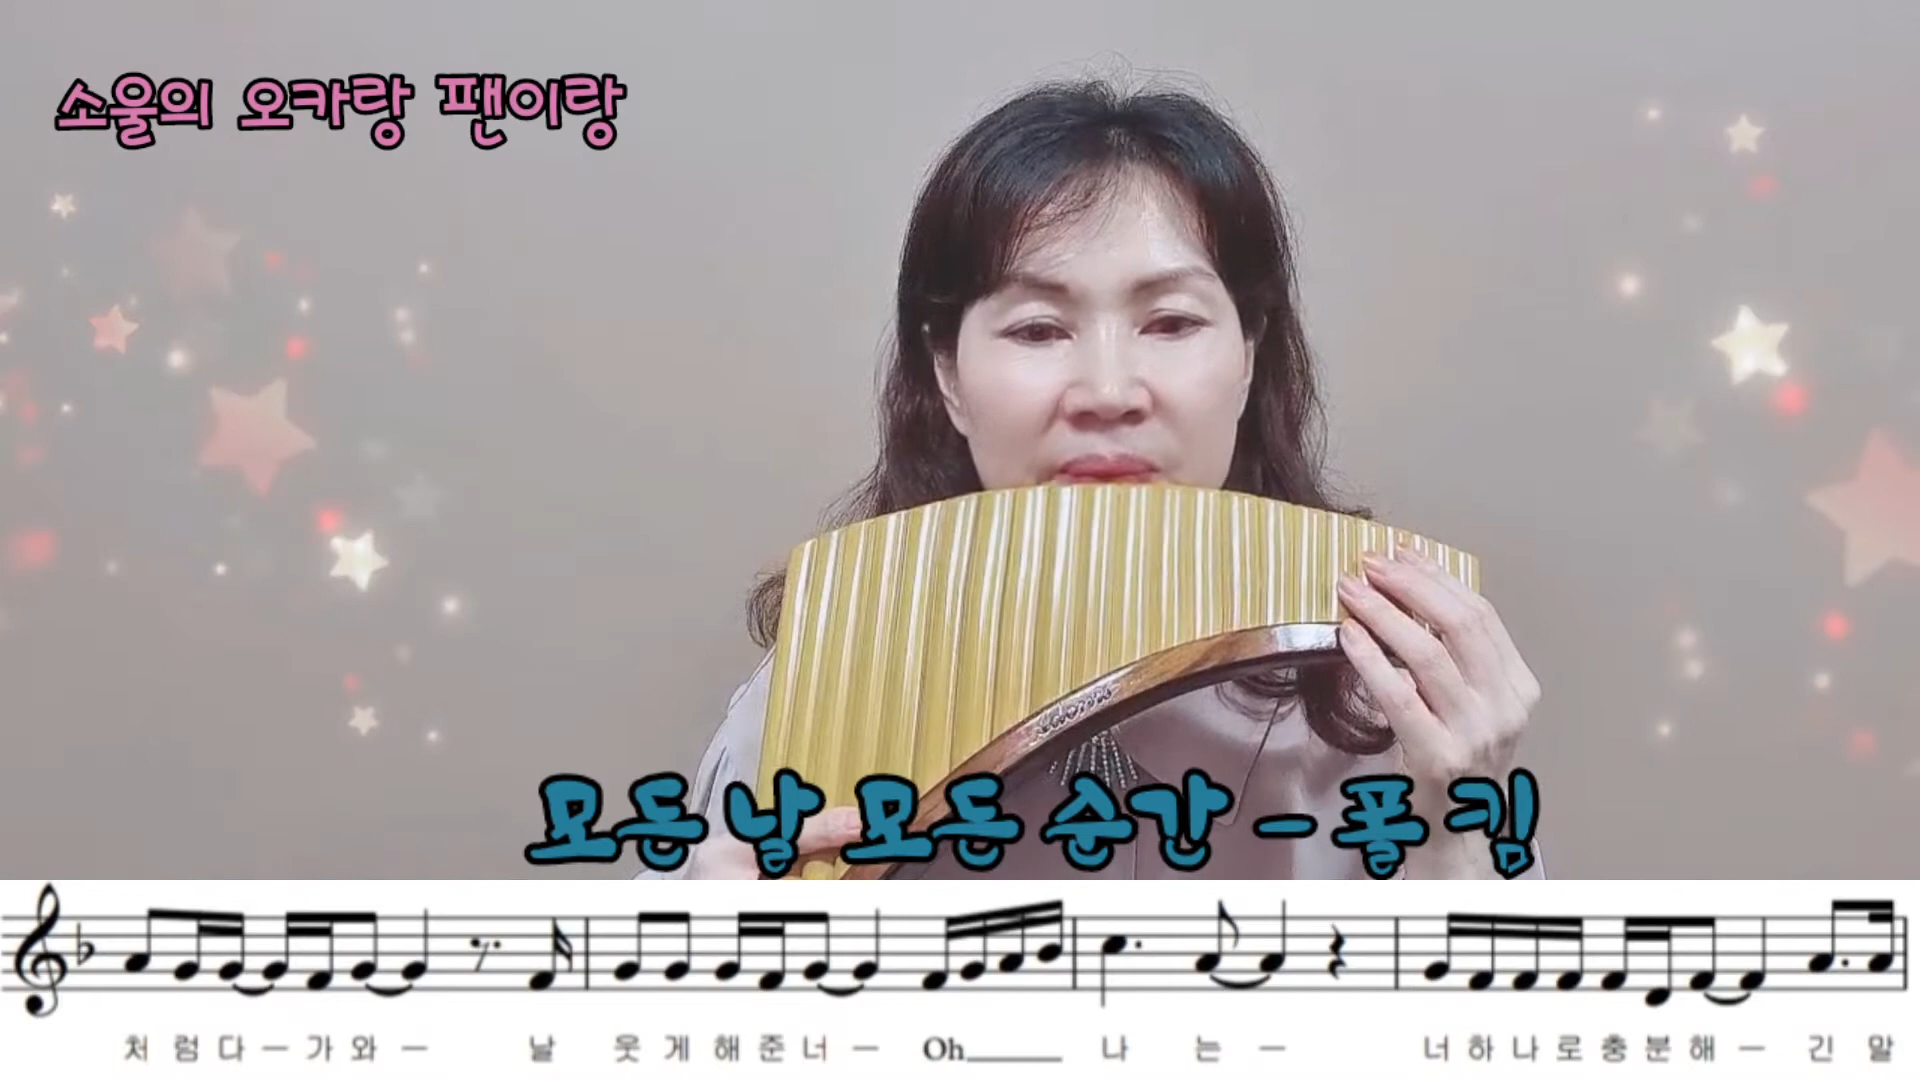 소울의 오카랑 팬이랑
모든 날 모든 순간 - 폴 킴
처 럼 다 - 가 와 - 날 웃 게 해 준 너 - Oh____ 나 는 - 너 하 나 로 충 분 해 - 긴 말